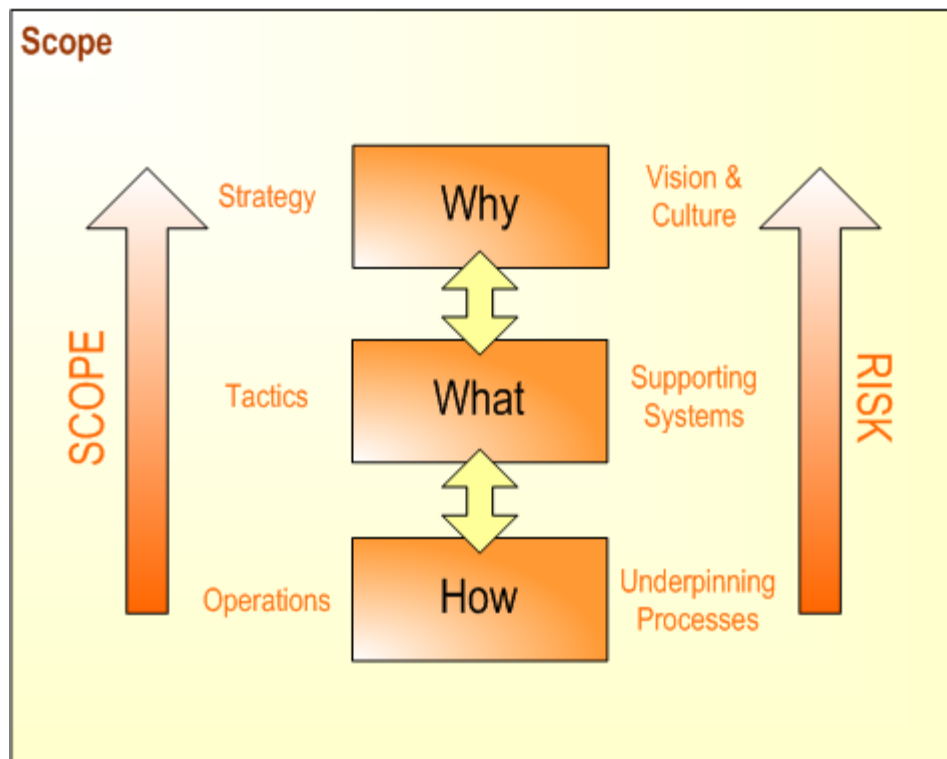 Scope
Strategy
Why
Vision &
Culture
SCOPE
Tactics
What
Supporting
Systems
RISK
Operations
How
Underpinning
Processes